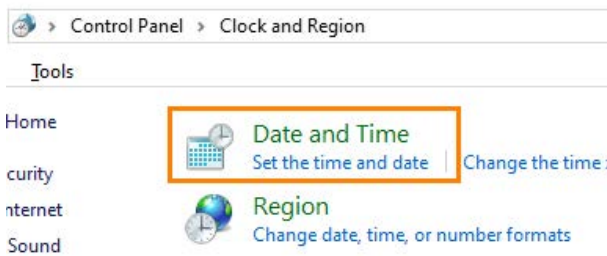 Control Panel > Clock and Region
Tools
Home
Date and Time
Set the time and date
Change the time
curity
Region
nternet
Change date, time, or number formats
Sound